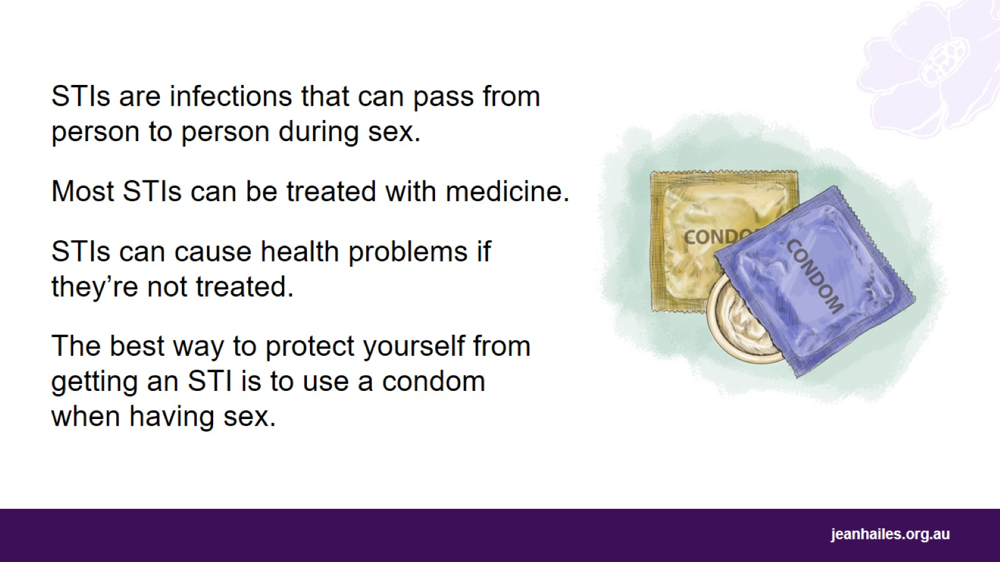 STIs are infections that can pass from
person to person during sex.
Most STIs can be treated with medicine.
STIs can cause health problems if
they’re not treated.
The best way to protect yourself from
getting an STI is to use a condom
when having sex.
CONDO
CONDOM
jeanhailes.org.au